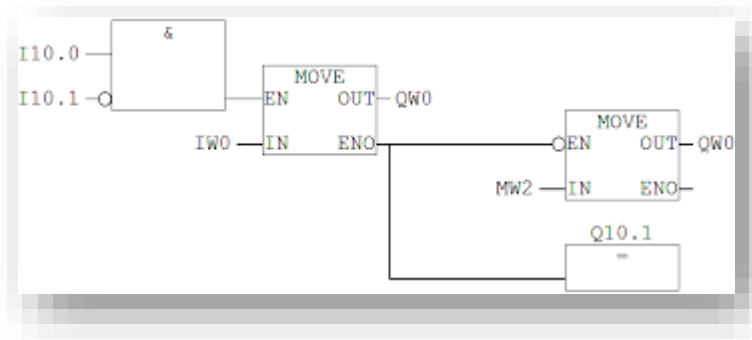 &
I10.0
I10.1
MOVE
EN OUT QW0
IW0 IN ENO
MOVE
EN OUT QW0
MW2 IN ENO
Q10.1
=